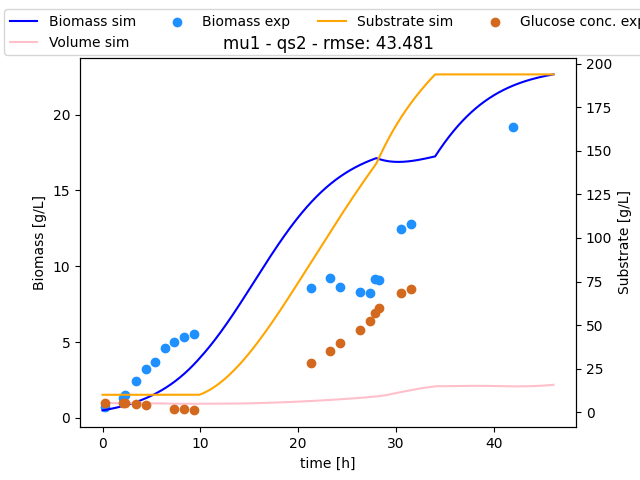 Biomass sim Biomass exp Substrate sim Glucose conc. exp
Volume sim
mu1 - qs2 - rmse: 43.481
Biomass [g/L]
0 5 10 15 20
0 10 20 30 40
time [h]
0 25 50 75 100 125 150 175 200
Substrate [g/L]